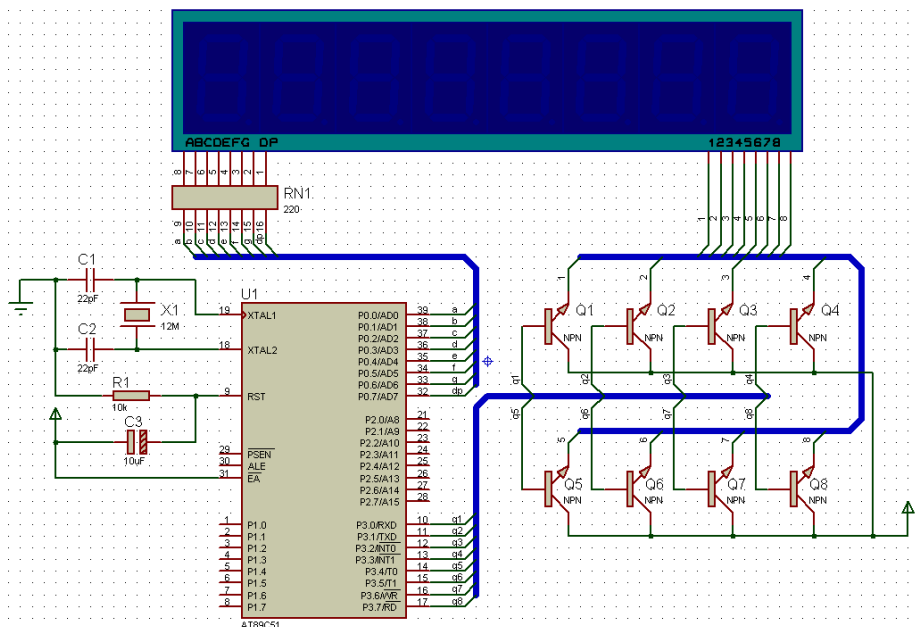 ABCDEFG DP 12345678
8 7 6 5 4 3 2 1
RN1
220
9 10 11 12 13 14 15 16
a b c d e f g dp
1 2 3 4 5 6 7 8
C1
22pF
X1
12M
C2
22pF
R1
10k
C3
10uF
U1
19 XTAL1 P0.0/AD0 39 a
P0.1/AD1 38 b
P0.2/AD2 37 c
18 XTAL2 P0.3/AD3 36 d
P0.4/AD4 35 e
P0.5/AD5 34 f
P0.6/AD6 33 g
9 RST P0.7/AD7 32 dp
P2.0/A8 21
P2.1/A9 22
P2.2/A10 23
29 PSEN P2.3/A11 24
30 ALE P2.4/A12 25
31 EA P2.5/A13 26
P2.6/A14 27
P2.7/A15 28
1 P1.0 P3.0/RXD 10 q1
2 P1.1 P3.1/TXD 11 q2
3 P1.2 P3.2/INT0 12 q3
4 P1.3 P3.3/INT1 13 q4
5 P1.4 P3.4/T0 14 q5
6 P1.5 P3.5/T1 15 q6
7 P1.6 P3.6/WR 16 q7
8 P1.7 P3.7/RD 17 q8
AT89C51
1 2 3 4
Q1 Q2 Q3 Q4
NPN NPN NPN NPN
q1 q2 q3 q4
q5 q6 q7 q8
5 6 7 8
Q5 Q6 Q7 Q8
NPN NPN NPN NPN